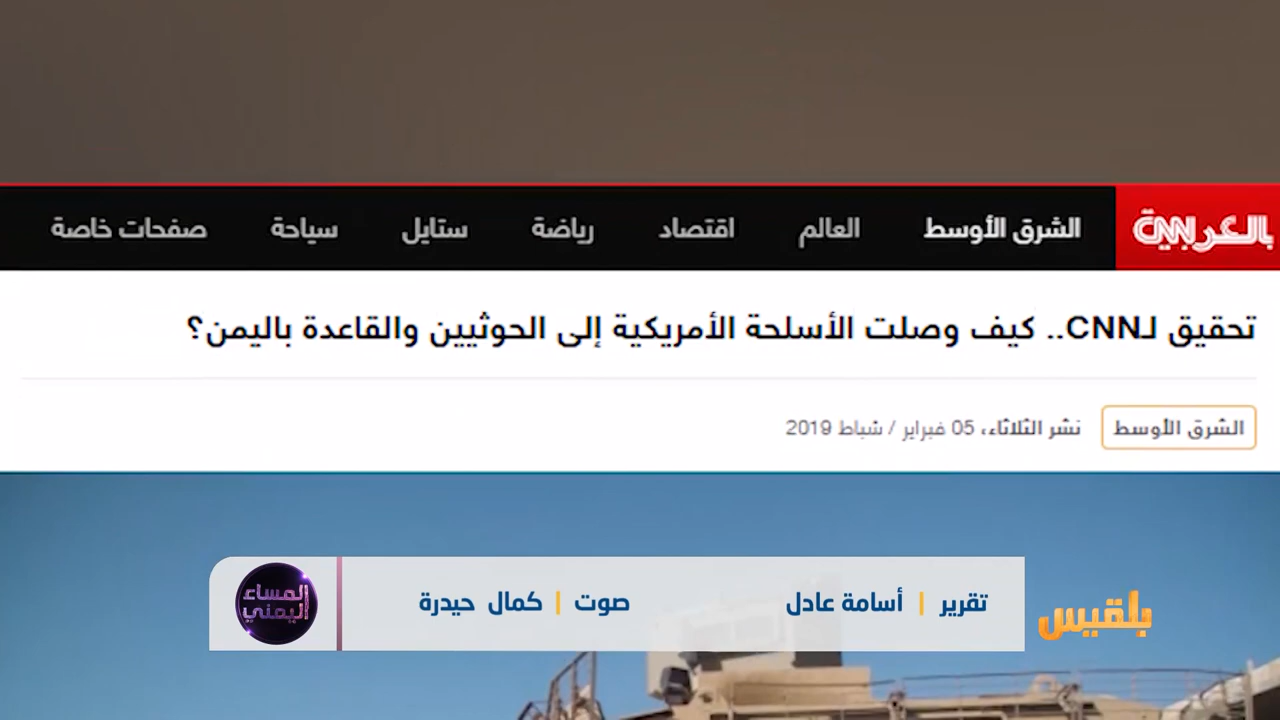 بالعربية CNN الشرق الأوسط العالم اقتصاد رياضة ستايل سياحة صفحات خاصة
تحقيق لـCNN.. كيف وصلت الأسلحة الأمريكية إلى الحوثيين والقاعدة باليمن؟
الشرق الأوسط نشر الثلاثاء، 05 فبراير / شباط 2019
تقرير | أسامة عادل صوت | كمال حيدرة
المساء اليمني
بلقيس